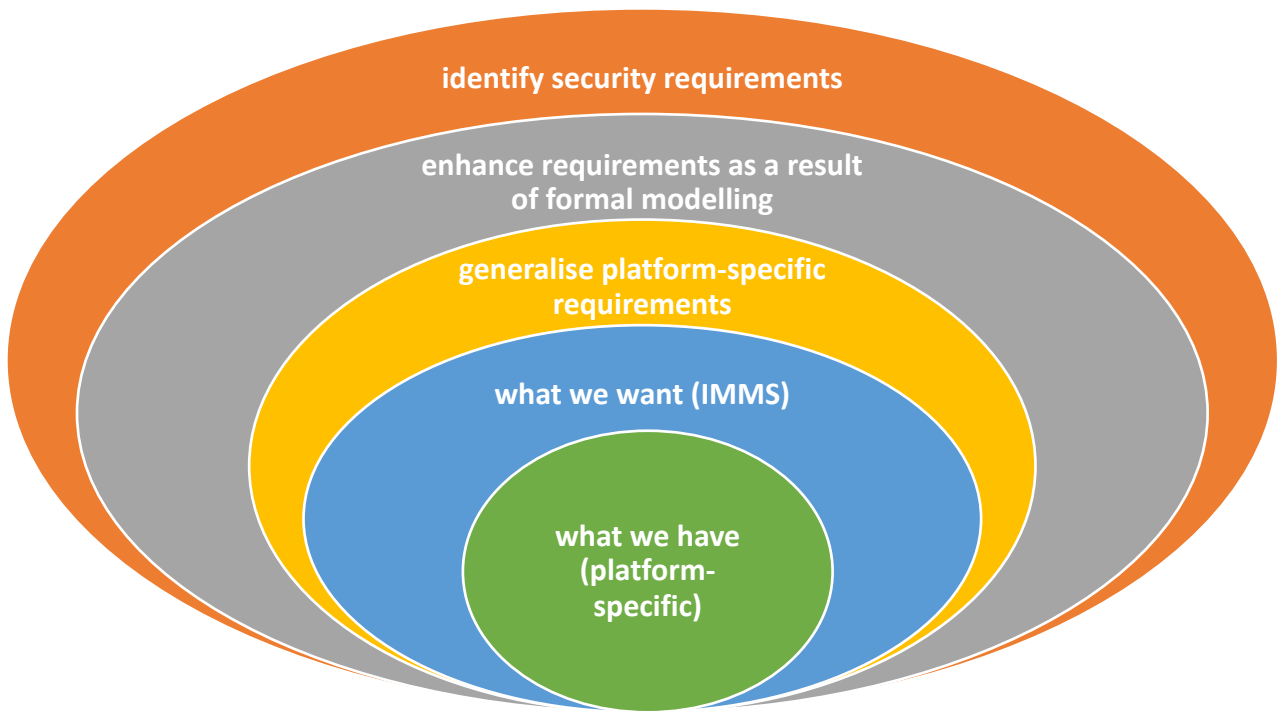 identify security requirements
enhance requirements as a result
of formal modelling
generalise platform-specific
requirements
what we want (IMMS)
what we have
(platform-
specific)